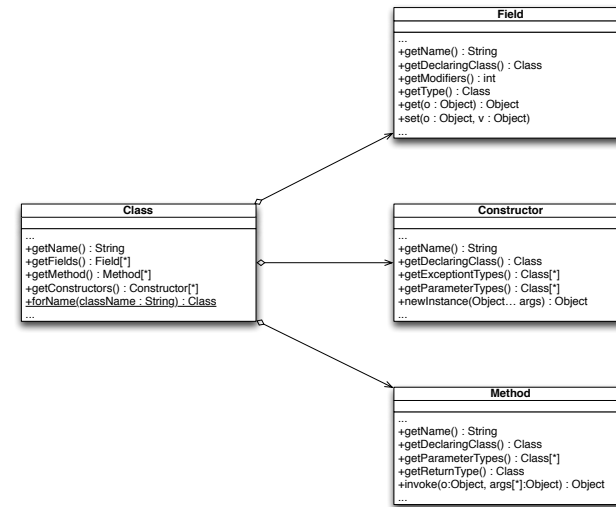 Field
...
+getName() : String
+getDeclaringClass() : Class
+getModifiers() : int
+getType() : Class
+get(o : Object) : Object
+set(o : Object, v : Object)
...
Class
...
+getName() : String
+getFields() : Field[*]
+getMethod() : Method[*]
+getConstructors() : Constructor[*]
+forName(className : String) : Class
...
Constructor
...
+getName() : String
+getDeclaringClass() : Class
+getExceptiontTypes() : Class[*]
+getParameterTypes() : Class[*]
+newInstance(Object... args) : Object
...
Method
...
+getName() : String
+getDeclaringClass() : Class
+getParameterTypes() : Class[*]
+getReturnType() : Class
+invoke(o:Object, args[*]:Object) : Object
...